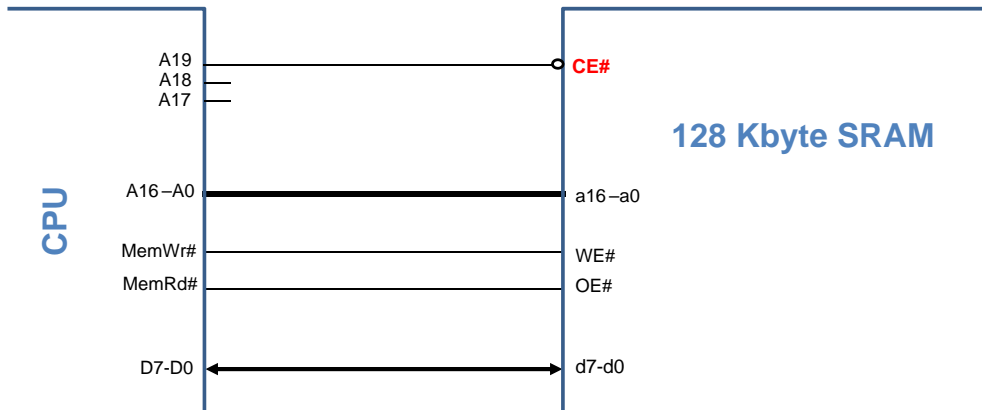 A19
CE#
A18
A17
128 Kbyte SRAM
CPU
A16 –A0
a16 –a0
MemWr#
WE#
MemRd#
OE#
D7-D0
d7-d0